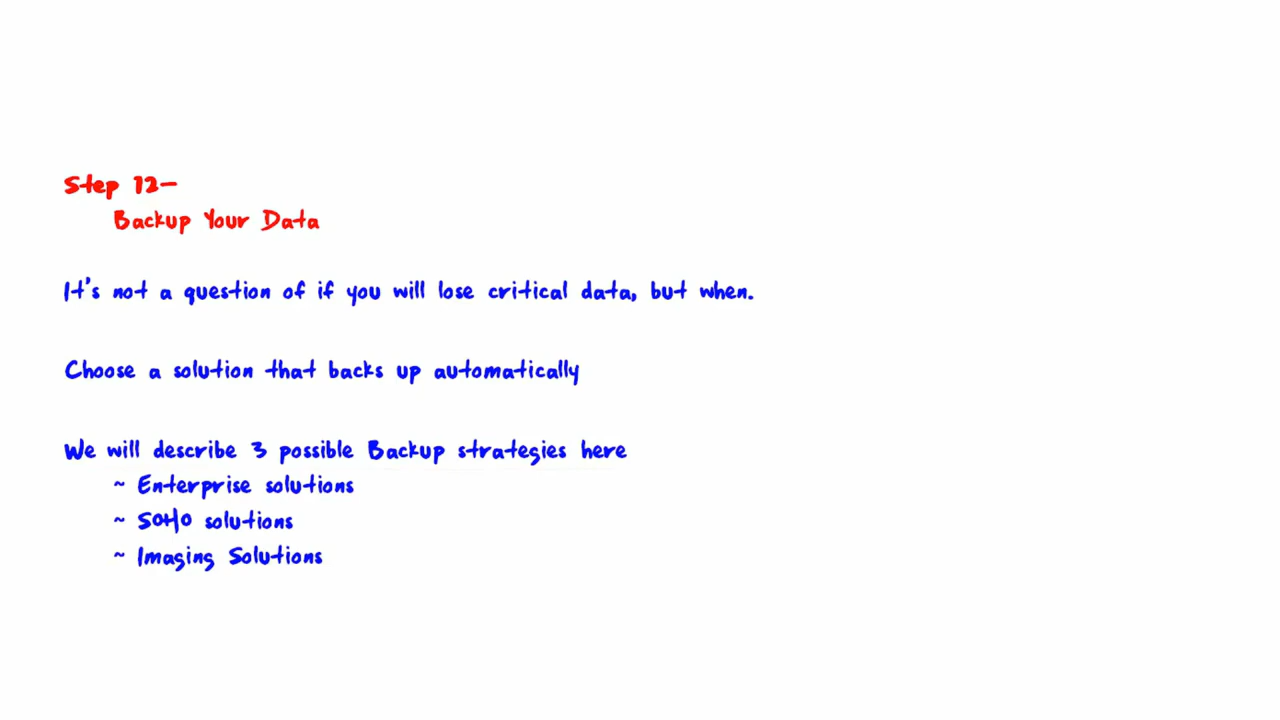 Step 12-
Backup Your Data
It's not a question of if you will lose critical data, but when.
Choose a solution that backs up automatically
We will describe 3 possible Backup strategies here
~ Enterprise solutions
~ SOHO solutions
~ Imaging Solutions